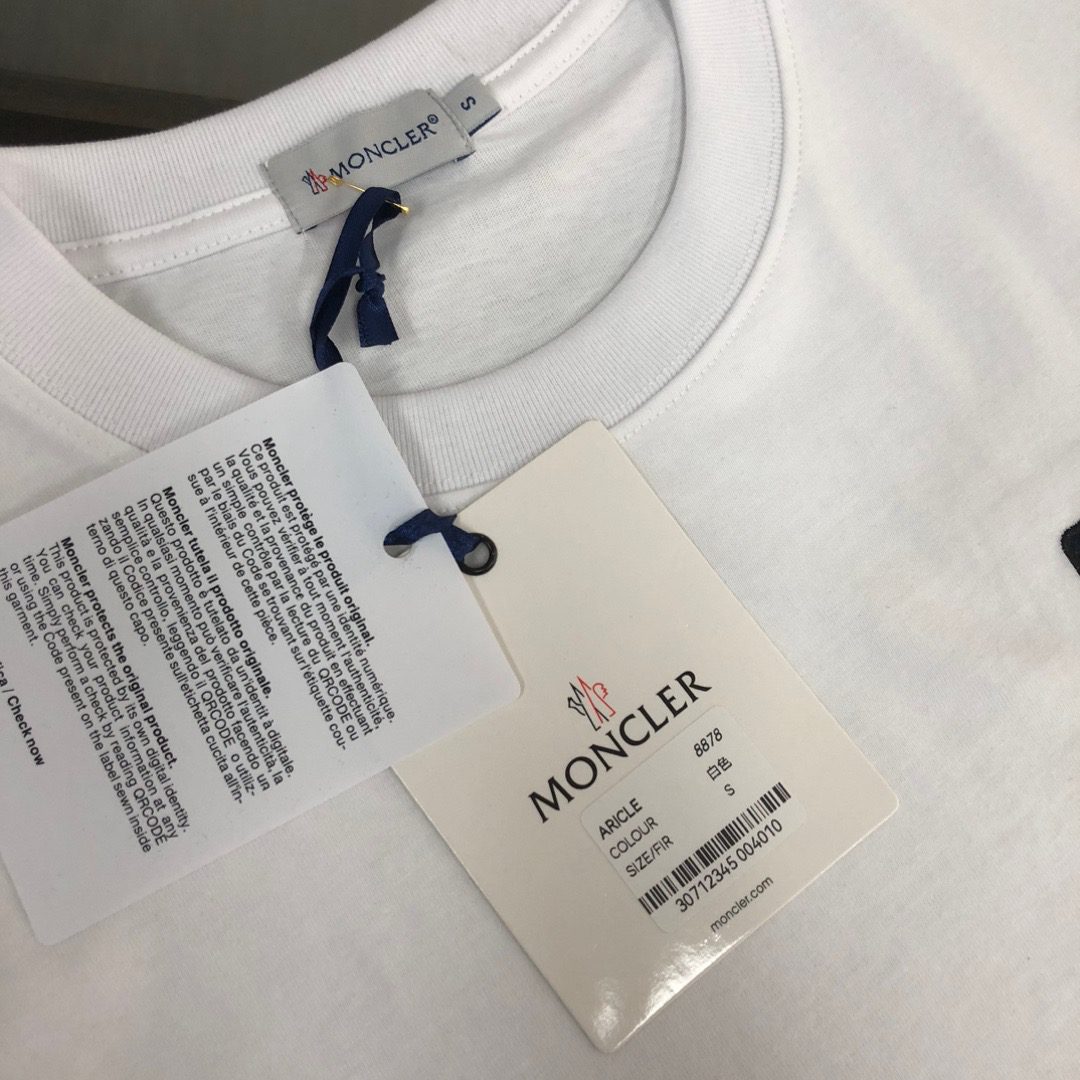 MONCLER®
S
Moncler protège le produit original.
Ce produit est protégé par une identité numérique.
Vous pouvez vérifier à tout moment l'authenticité,
la qualité et la provenance du produit en effectuant
un simple contrôle par la lecture du QRCODE ou
par le biais du Code se trouvant sur l'étiquette cou-
sue à l'intérieur de cette pièce.
Moncler tutela il prodotto originale.
Questo prodotto è tutelato da un'identit à digitale.
In qualsiasi momento può verificare l'autenticità, la
qualità e la provenienza del prodotto facendo un
semplice controllo, leggendo il QRCODE o utiliz-
zando il Codice presente sull'etichetta cucita all'in-
terno di questo capo.
Moncler protects the original product.
This product is protected by its own digital identity.
You can check your product information at any
time. Simply perform a check by reading QRCODE
or using the Code present on the label sewn inside
this garment.
/ Check now
MONCLER
ARICLE 8878
COLOUR 白色
SIZE/FIR S
30712345 004010
moncler.com